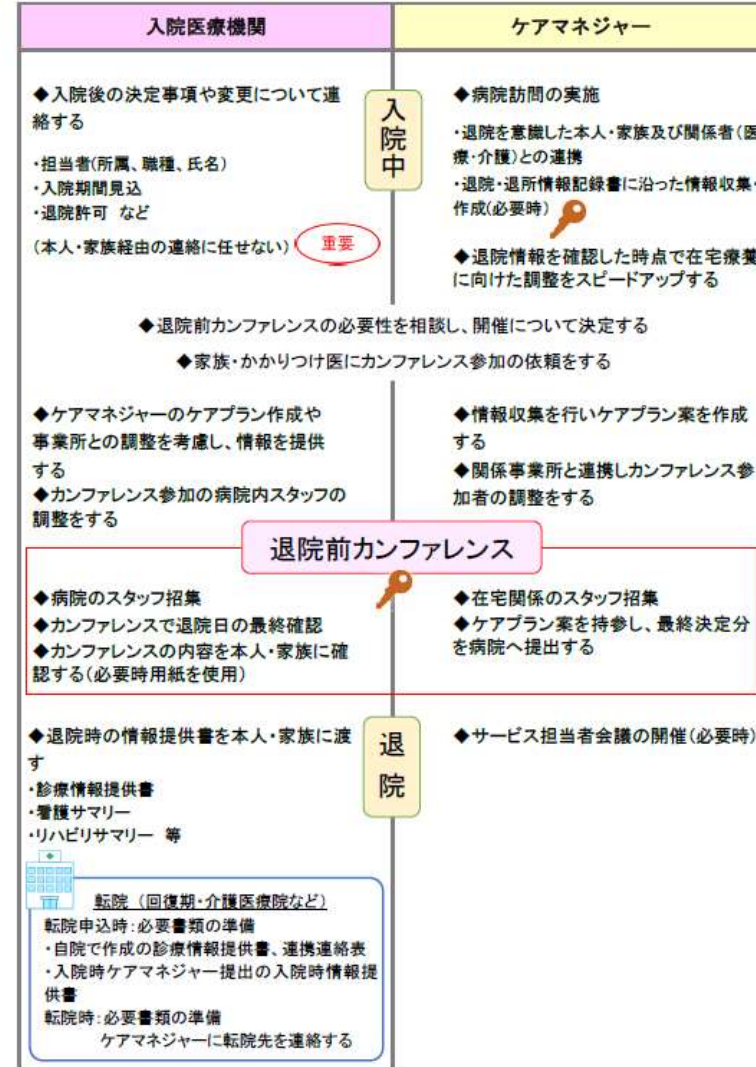 入院医療機関
ケアマネジャー
入院中
◆入院後の決定事項や変更について連
絡する
・担当者(所属、職種、氏名)
・入院期間見込
・退院許可 など
(本人・家族経由の連絡に任せない)
重要
◆病院訪問の実施
・退院を意識した本人・家族及び関係者(医
療・介護)との連携
・退院・退所情報記録書に沿った情報収集・
作成(必要時)
◆退院情報を確認した時点で在宅療養
に向けた調整をスピードアップする
◆退院前カンファレンスの必要性を相談し、開催について決定する
◆家族・かかりつけ医にカンファレンス参加の依頼をする
◆ケアマネジャーのケアプラン作成や
事業所との調整を考慮し、情報を提供
する
◆カンファレンス参加の病院内スタッフの
調整をする
◆情報収集を行いケアプラン案を作成
する
◆関係事業所と連携しカンファレンス参
加者の調整をする
退院前カンファレンス
◆病院のスタッフ招集
◆カンファレンスで退院日の最終確認
◆カンファレンスの内容を本人・家族に確
認する(必要時用紙を使用)
◆在宅関係のスタッフ招集
◆ケアプラン案を持参し、最終決定分
を病院へ提出する
退院
◆退院時の情報提供書を本人・家族に渡
す
・診療情報提供書
・看護サマリー
・リハビリサマリー 等
◆サービス担当者会議の開催(必要時)
転院 (回復期・介護医療院など)
転院申込時:必要書類の準備
・自院で作成の診療情報提供書、連携連絡表
・入院時ケアマネジャー提出の入院時情報提
供書
転院時:必要書類の準備
ケアマネジャーに転院先を連絡する